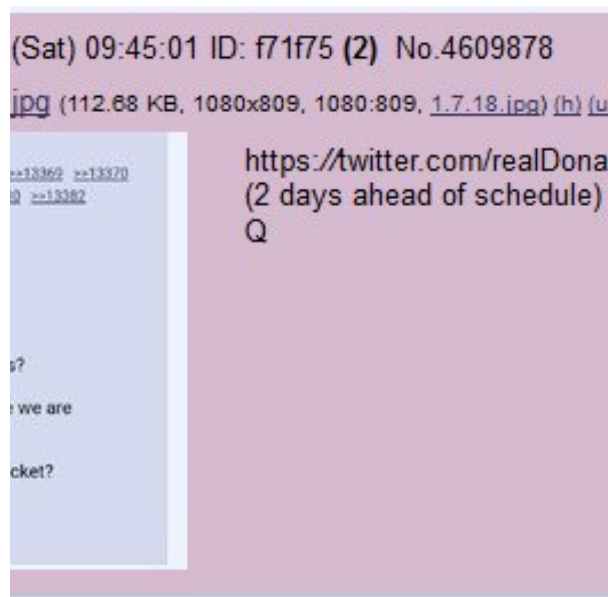 (Sat) 09:45:01 ID: f71f75 (2) No.4609878
jpg (112.68 KB, 1080x809, 1080:809, 1.7.18.jpg) (h) (u
>>13369 >>13370
>>13382
https://twitter.com/realDona
(2 days ahead of schedule)
Q
s?
we are
cket?